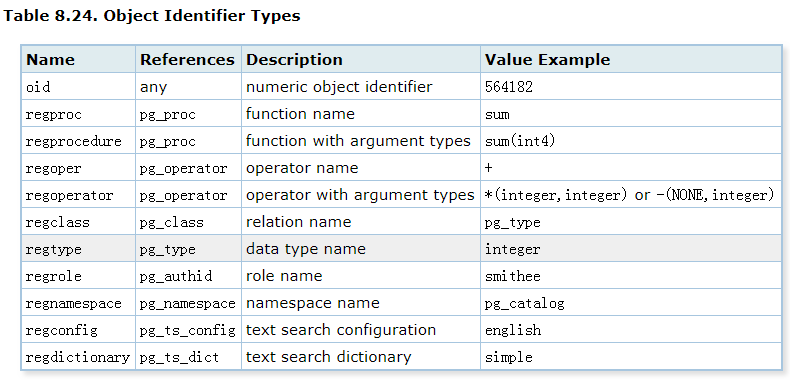 Table 8.24. Object Identifier Types
Name References Description Value Example
oid any numeric object identifier 564182
regproc pg_proc function name sum
regprocedure pg_proc function with argument types sum(int4)
regoper pg_operator operator name +
regoperator pg_operator operator with argument types *(integer,integer) or -(NONE,integer)
regclass pg_class relation name pg_type
regtype pg_type data type name integer
regrole pg_authid role name smithee
regnamespace pg_namespace namespace name pg_catalog
regconfig pg_ts_config text search configuration english
regdictionary pg_ts_dict text search dictionary simple